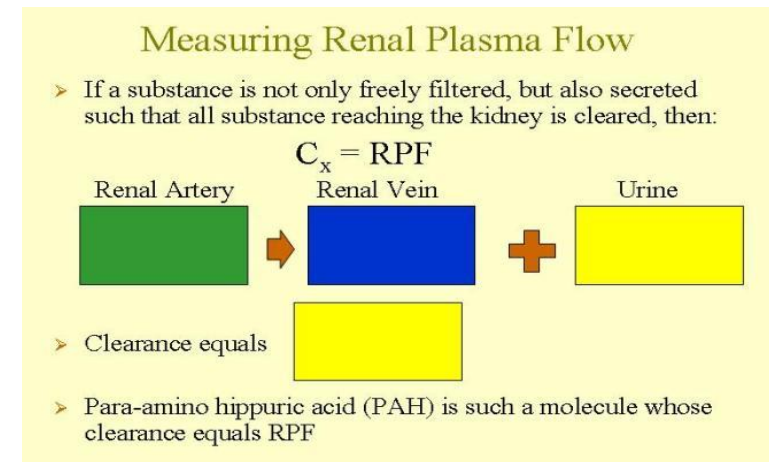 Measuring Renal Plasma Flow
➢ If a substance is not only freely filtered, but also secreted
such that all substance reaching the kidney is cleared, then:
Cₓ = RPF
Renal Artery Renal Vein Urine
➢ Clearance equals
➢ Para-amino hippuric acid (PAH) is such a molecule whose
clearance equals RPF